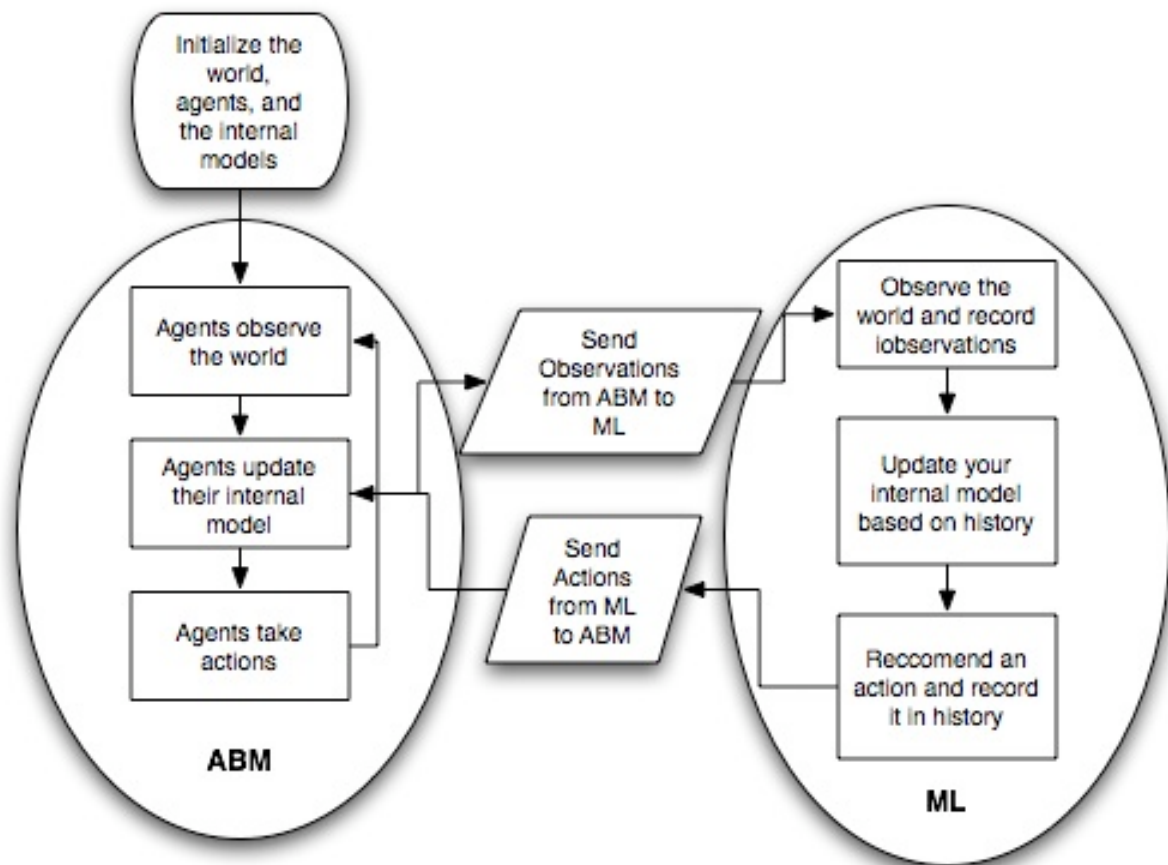 Initialize the
world,
agents, and
the internal
models
Agents observe
the world
Agents update
their internal
model
Agents take
actions
ABM
Send
Observations
from ABM to
ML
Send
Actions
from ML
to ABM
Observe the
world and record
iobservations
Update your
internal model
based on history
Reccomend an
action and record
it in history
ML